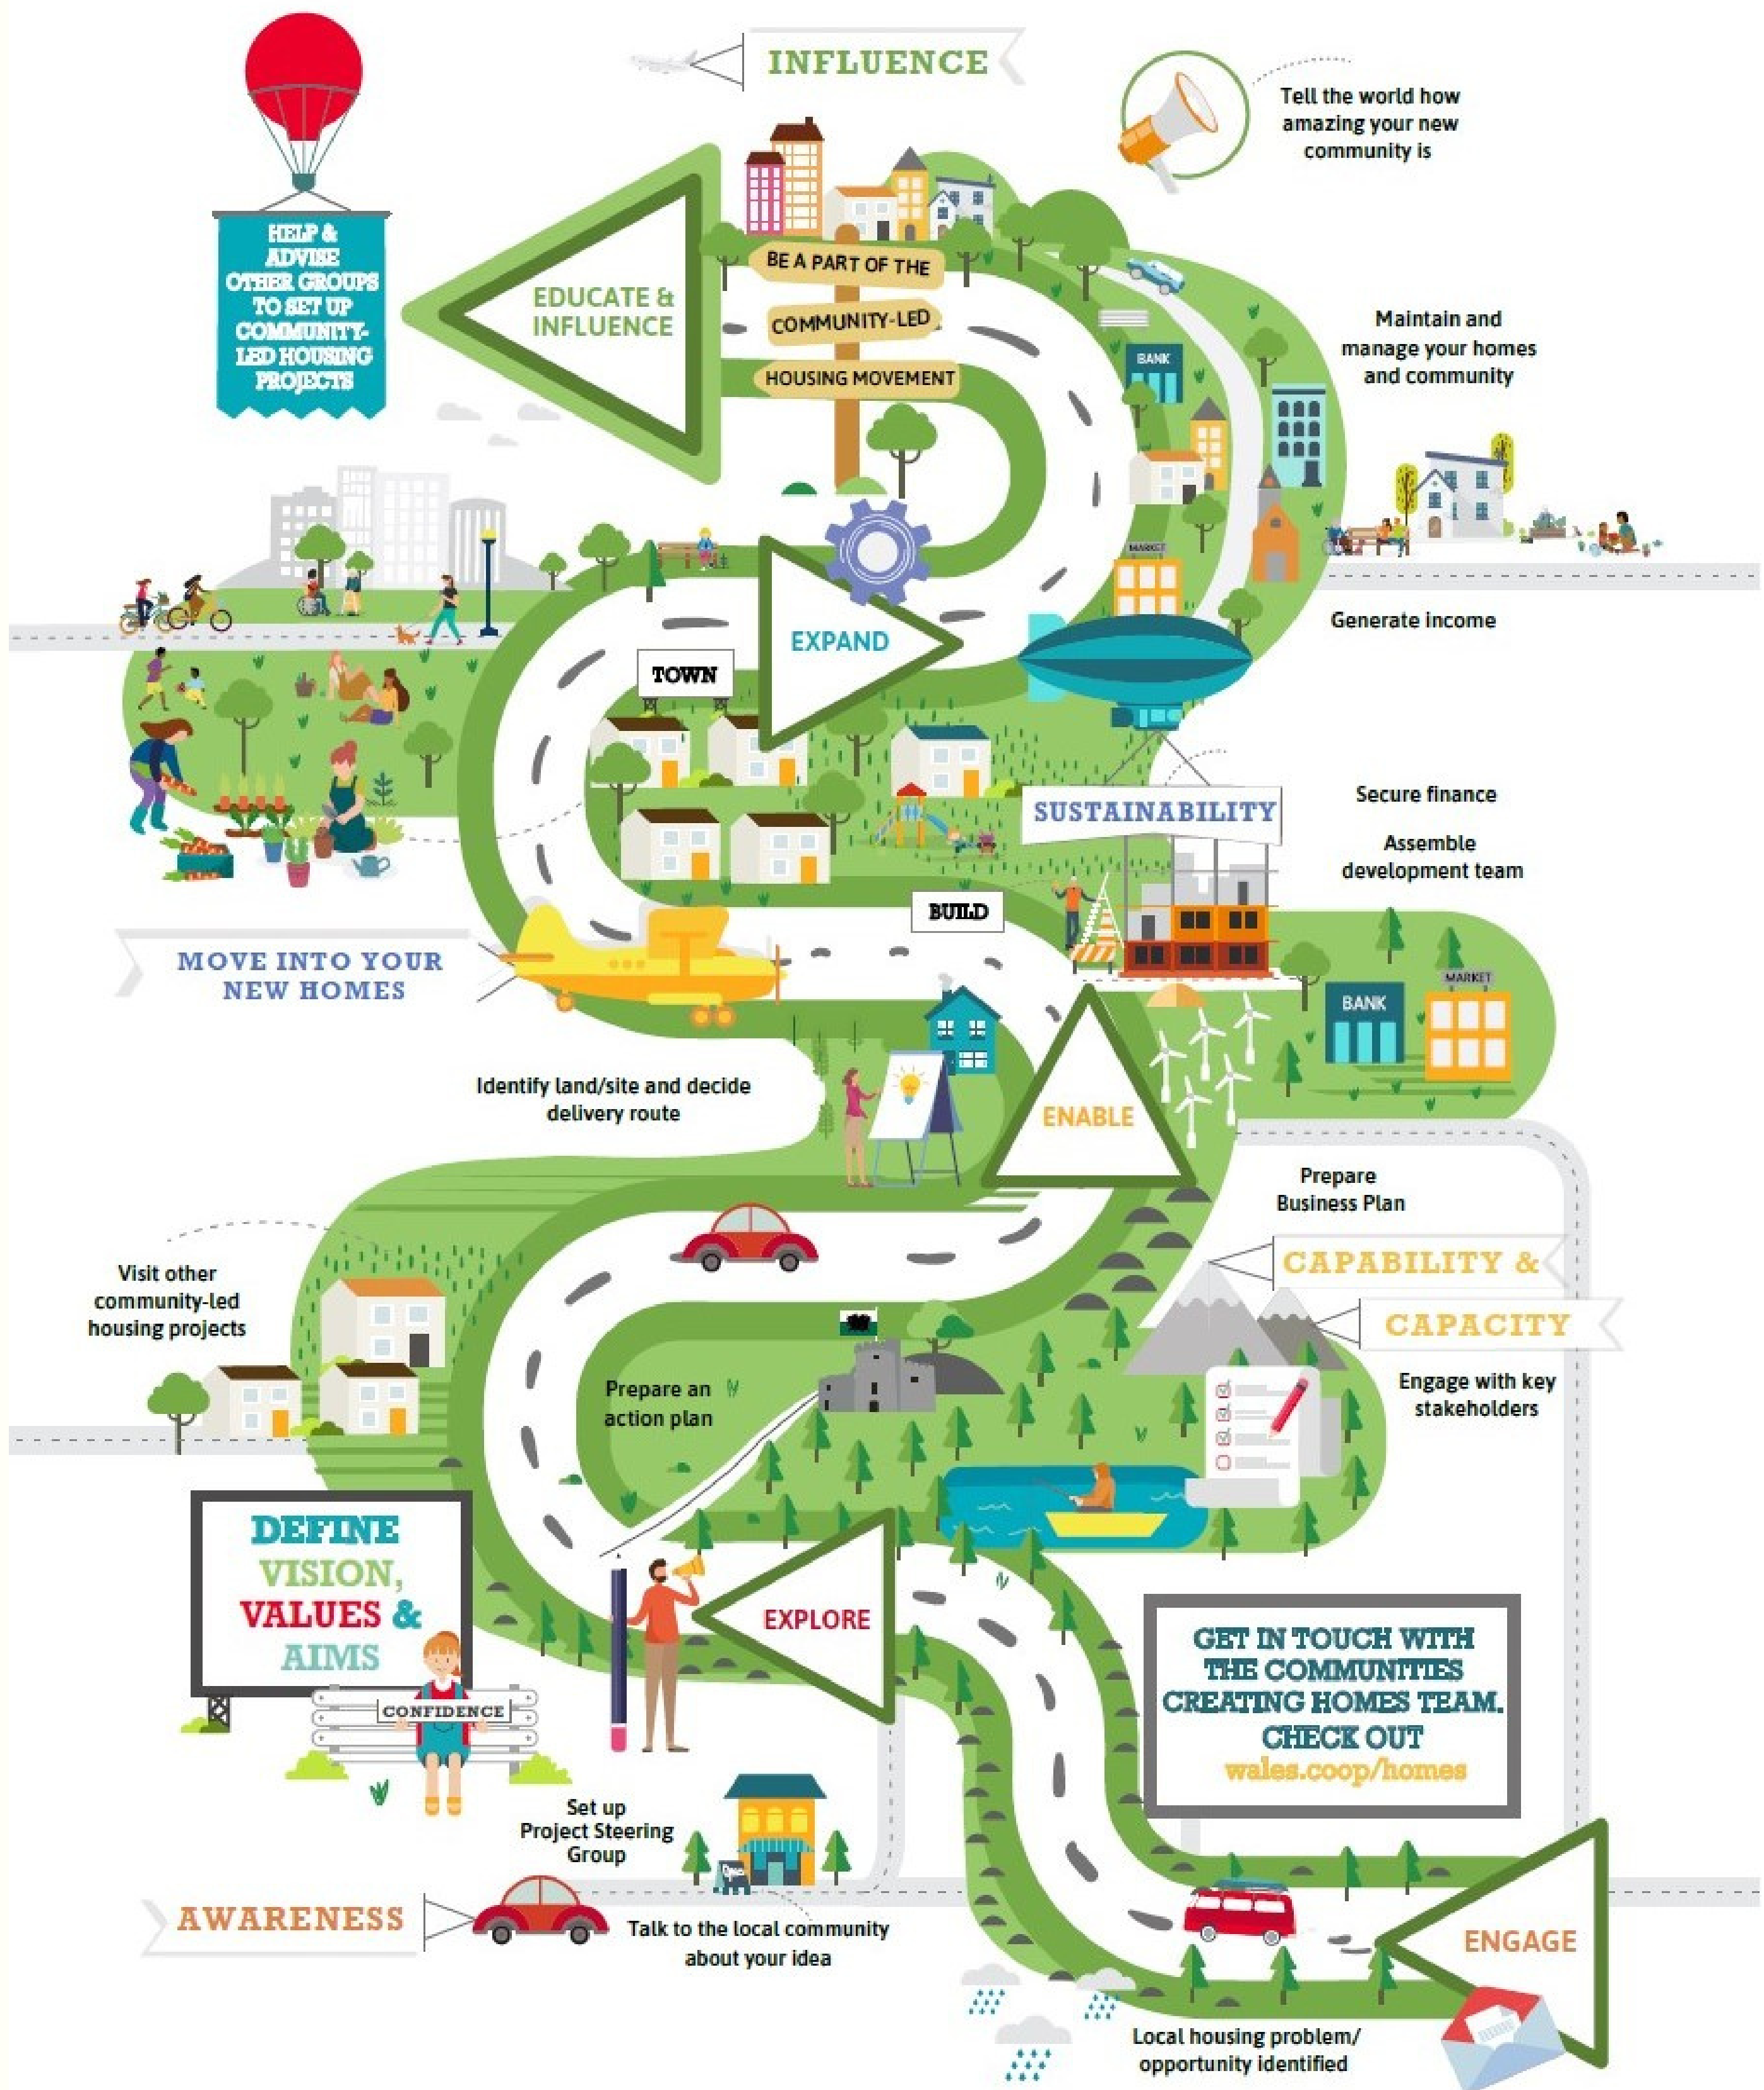 INFLUENCE
Tell the world how
amazing your new
community is
HELP &
ADVISE
OTHER GROUPS
TO SET UP
COMMUNITY-
LED HOUSING
PROJECTS
EDUCATE &
INFLUENCE
BE A PART OF THE
COMMUNITY-LED
HOUSING MOVEMENT
BANK
Maintain and
manage your homes
and community
MARKET
Generate income
EXPAND
TOWN
SUSTAINABILITY
Secure finance
Assemble
development team
BUILD
MOVE INTO YOUR
NEW HOMES
BANK
MARKET
Identify land/site and decide
delivery route
ENABLE
Prepare
Business Plan
CAPABILITY &
CAPACITY
Visit other
community-led
housing projects
Prepare an
action plan
Engage with key
stakeholders
DEFINE
VISION,
VALUES &
AIMS
CONFIDENCE
EXPLORE
GET IN TOUCH WITH
THE COMMUNITIES
CREATING HOMES TEAM.
CHECK OUT
wales.coop/homes
Set up
Project Steering
Group
Open
AWARENESS
Talk to the local community
about your idea
ENGAGE
Local housing problem/
opportunity identified